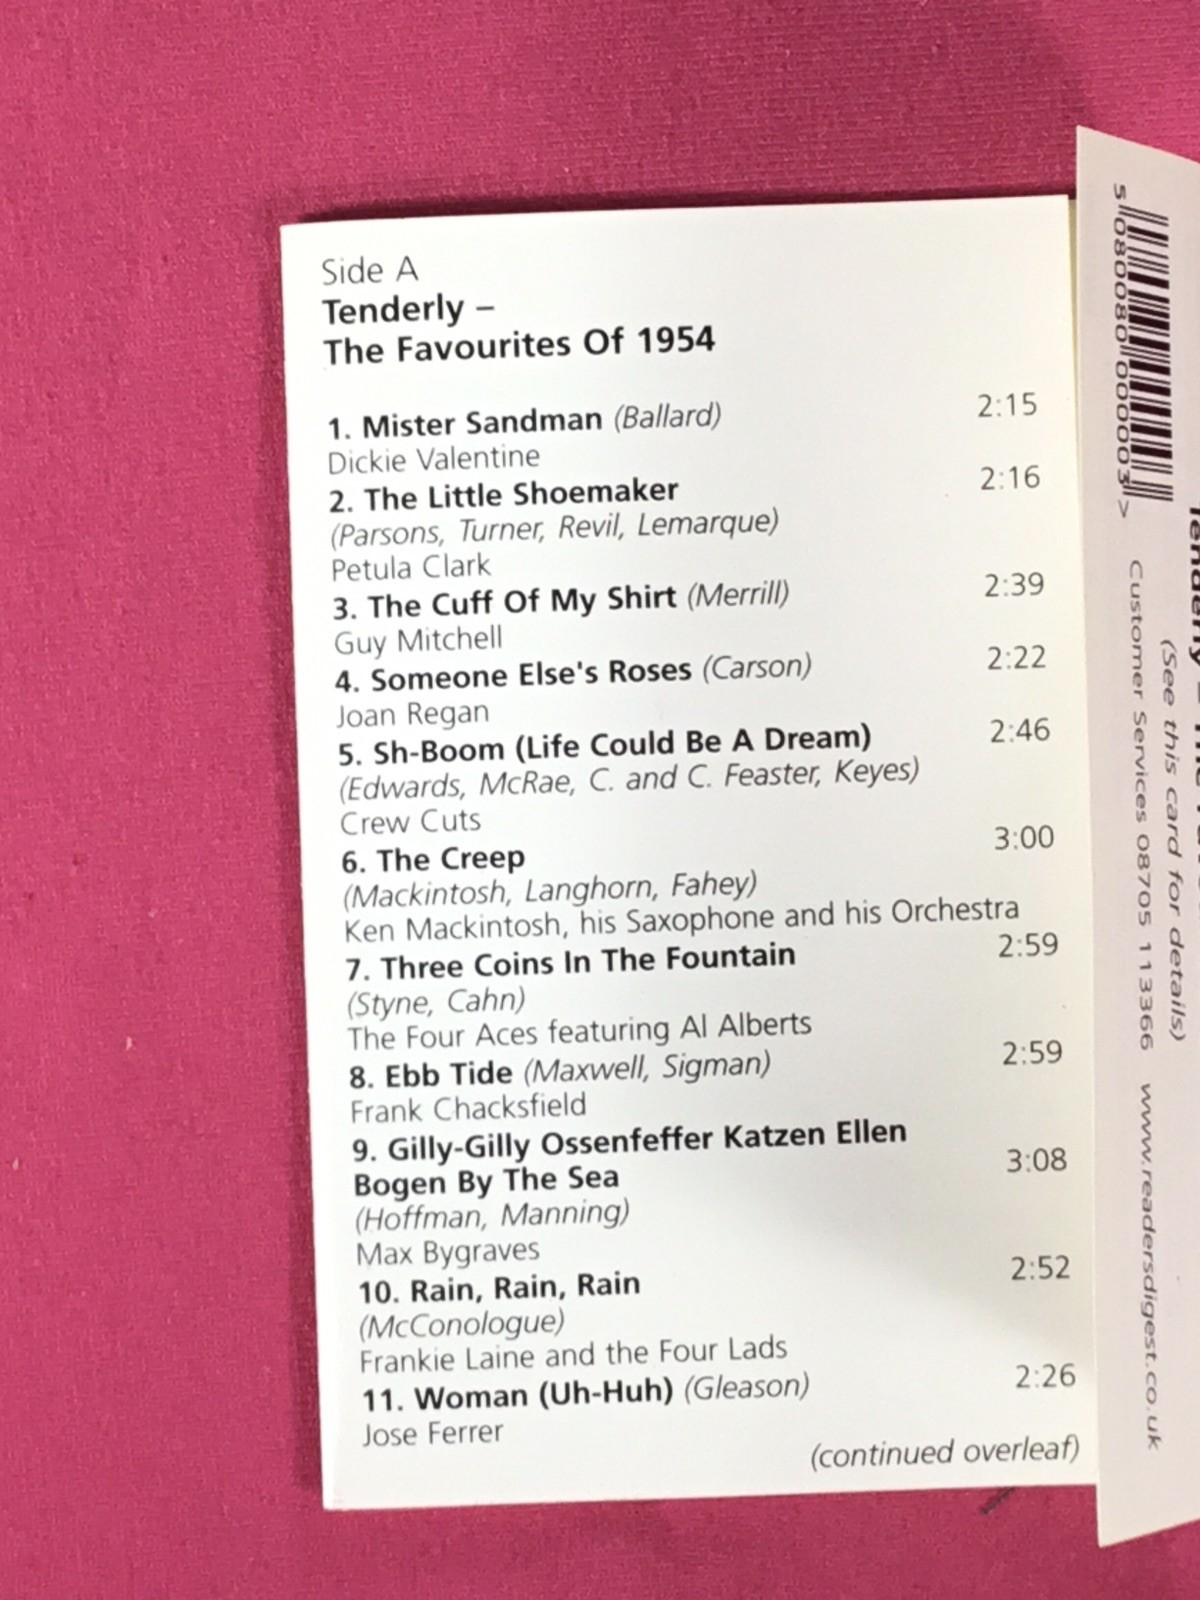 Side A
Tenderly –
The Favourites Of 1954
1. Mister Sandman (Ballard) 2:15
Dickie Valentine
2. The Little Shoemaker 2:16
(Parsons, Turner, Revil, Lemarque)
Petula Clark
3. The Cuff Of My Shirt (Merrill) 2:39
Guy Mitchell
4. Someone Else's Roses (Carson) 2:22
Joan Regan
5. Sh-Boom (Life Could Be A Dream) 2:46
(Edwards, McRae, C. and C. Feaster, Keyes)
Crew Cuts
6. The Creep 3:00
(Mackintosh, Langhorn, Fahey)
Ken Mackintosh, his Saxophone and his Orchestra
7. Three Coins In The Fountain 2:59
(Styne, Cahn)
The Four Aces featuring Al Alberts
8. Ebb Tide (Maxwell, Sigman) 2:59
Frank Chacksfield
9. Gilly-Gilly Ossenfeffer Katzen Ellen
Bogen By The Sea 3:08
(Hoffman, Manning)
Max Bygraves
10. Rain, Rain, Rain 2:52
(McConologue)
Frankie Laine and the Four Lads
11. Woman (Uh-Huh) (Gleason) 2:26
Jose Ferrer
(continued overleaf)
Tenderly –
(See this card for details)
5 080080 000003 >
Customer Services 08705 113366 www.readersdigest.co.uk